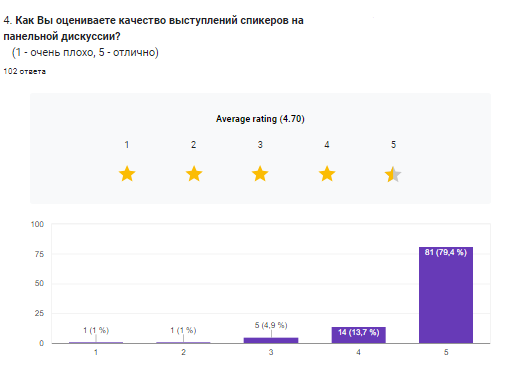 4. Как Вы оцениваете качество выступлений спикеров на
панельной дискуссии?
(1 - очень плохо, 5 - отлично)
102 ответа
Average rating (4.70)
1 2 3 4 5
100
75
50
25
0
1 (1 %)
1 (1 %)
5 (4,9 %)
14 (13,7 %)
81 (79,4 %)
1 2 3 4 5